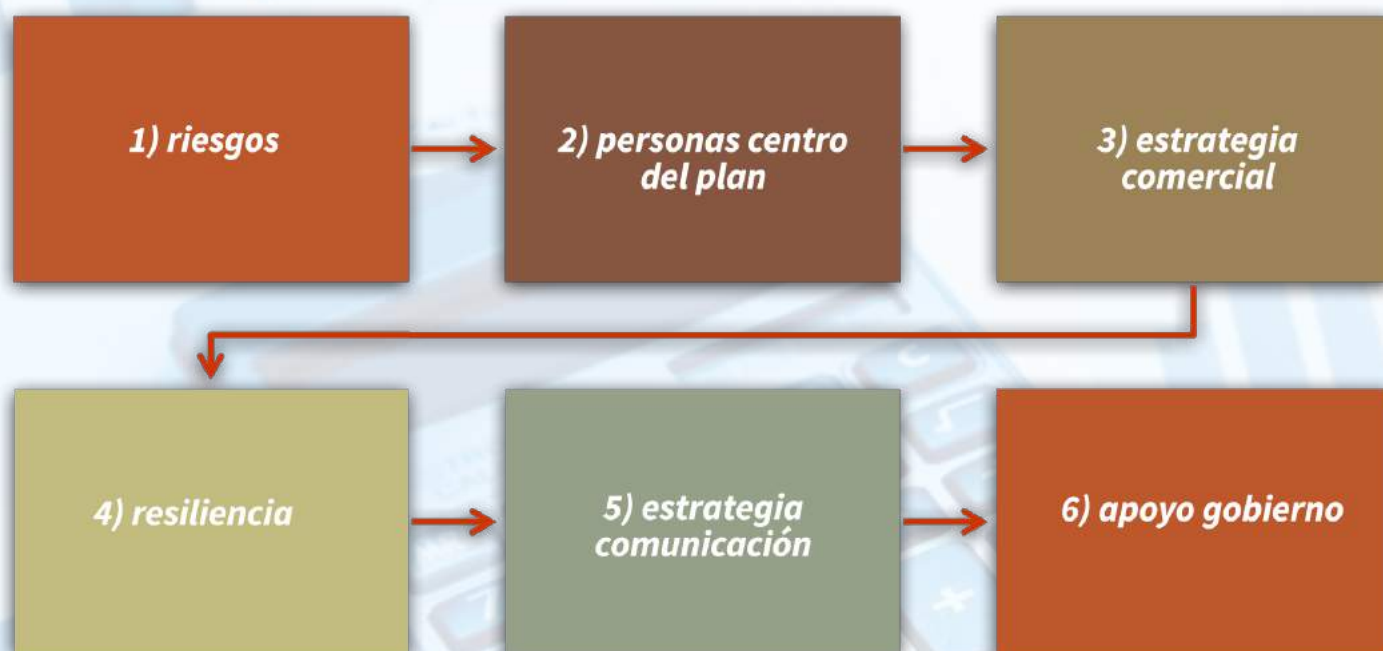 1) riesgos
2) personas centro
del plan
3) estrategia
comercial
4) resiliencia
5) estrategia
comunicación
6) apoyo gobierno